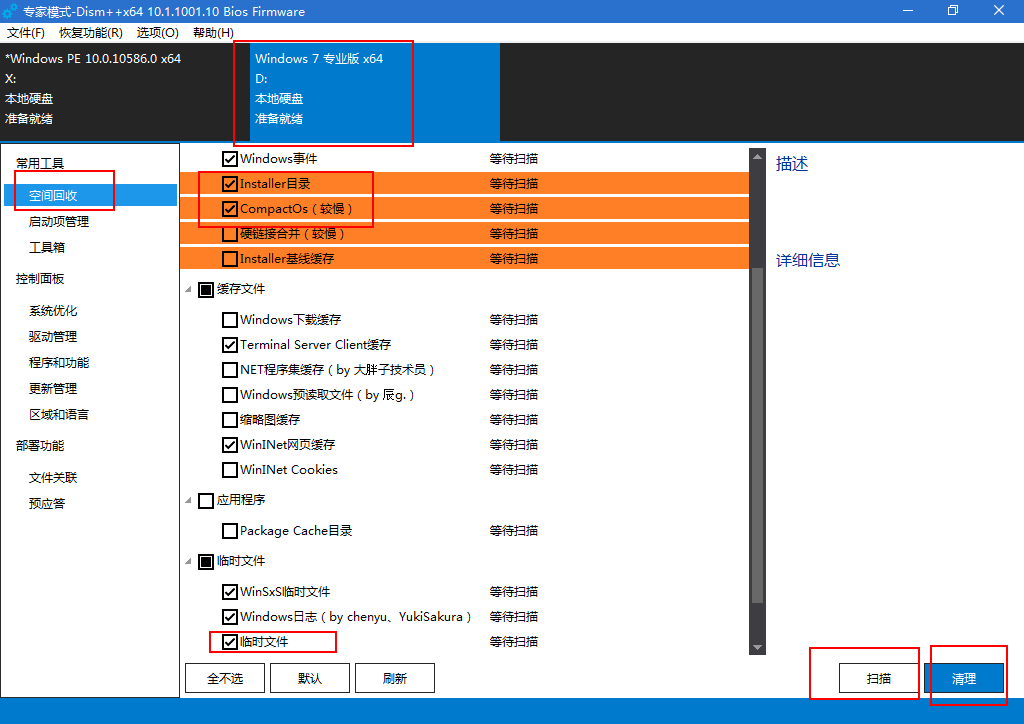 专家模式-Dism++x64 10.1.1001.10 Bios Firmware
文件(F) 恢复功能(R) 选项(O) 帮助(H)
*Windows PE 10.0.10586.0 x64
X:
本地硬盘
准备就绪
Windows 7 专业版 x64
D:
本地硬盘
准备就绪
常用工具
空间回收
启动项管理
工具箱
控制面板
系统优化
驱动管理
程序和功能
更新管理
区域和语言
部署功能
文件关联
预应答
Windows事件 等待扫描
Installer目录 等待扫描
CompactOs（较慢） 等待扫描
硬链接合并（较慢） 等待扫描
Installer基线缓存 等待扫描
缓存文件
Windows下载缓存 等待扫描
Terminal Server Client缓存 等待扫描
NET程序集缓存（by 大胖子技术员） 等待扫描
Windows预读取文件（by 辰g.） 等待扫描
缩略图缓存 等待扫描
WinINet网页缓存 等待扫描
WinINet Cookies 等待扫描
应用程序
Package Cache目录 等待扫描
临时文件
WinSxS临时文件 等待扫描
Windows日志（by chenyu、YukiSakura） 等待扫描
临时文件 等待扫描
全不选 默认 刷新
描述
详细信息
扫描 清理